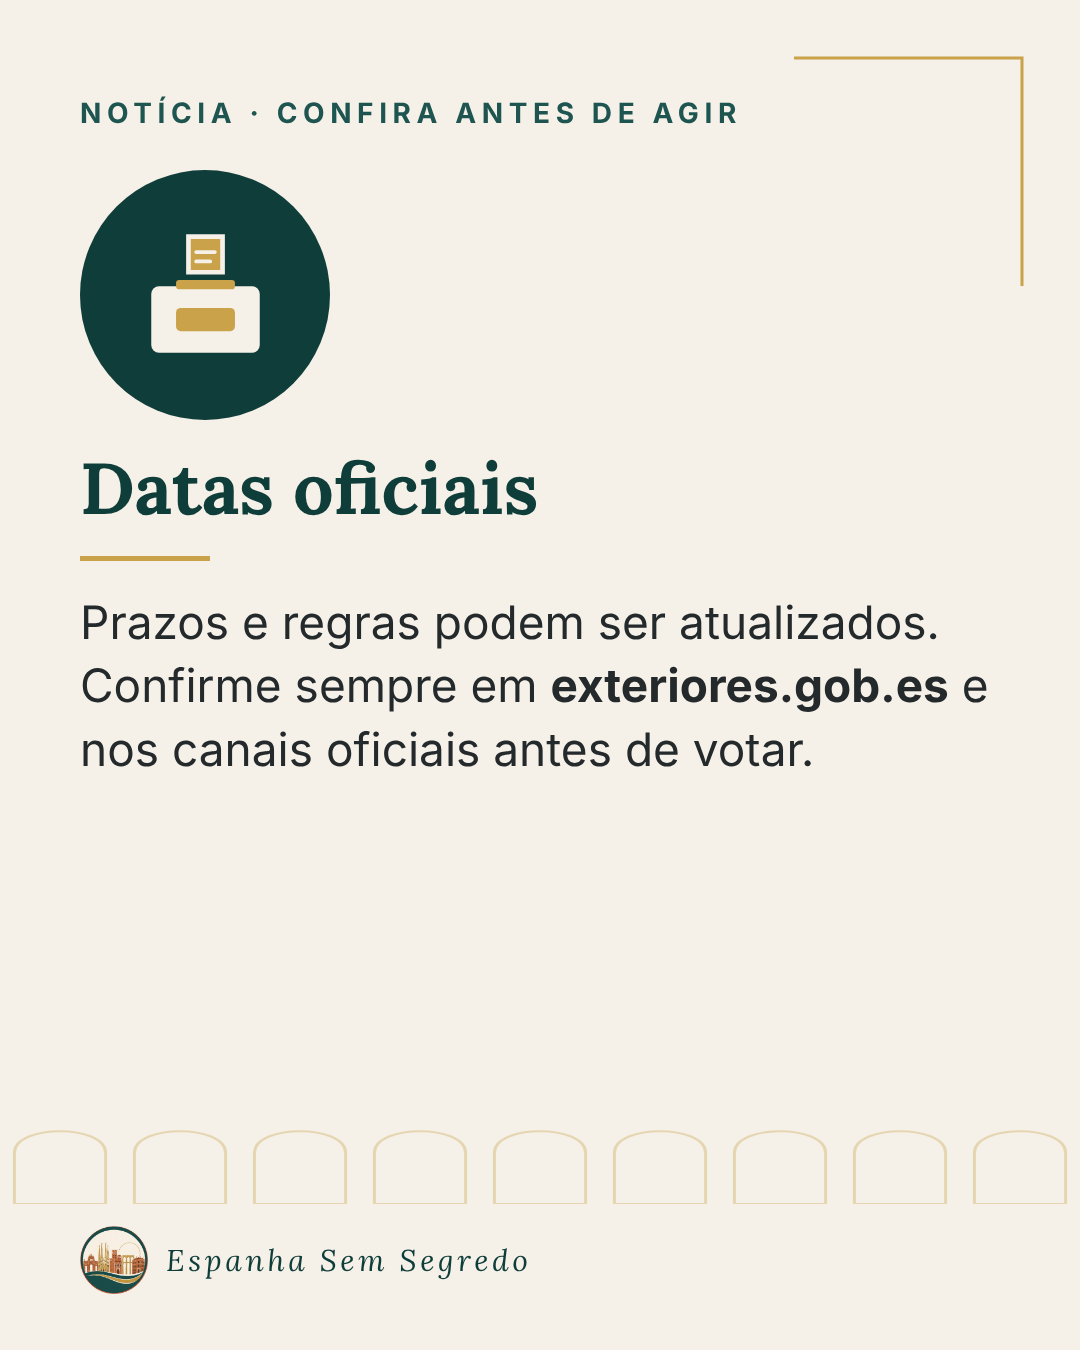 NOTÍCIA · CONFIRA ANTES DE AGIR
Datas oficiais
Prazos e regras podem ser atualizados.
Confirme sempre em exteriores.gob.es e
nos canais oficiais antes de votar.
Espanha Sem Segredo